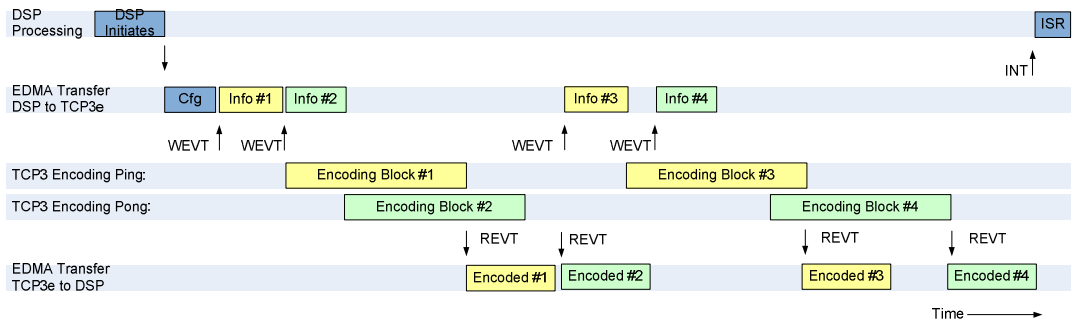 DSP
Processing
DSP
Initiates
ISR
INT
EDMA Transfer
DSP to TCP3e
Cfg
Info #1
Info #2
Info #3
Info #4
WEVT
WEVT
WEVT
WEVT
TCP3 Encoding Ping:
Encoding Block #1
Encoding Block #3
TCP3 Encoding Pong:
Encoding Block #2
Encoding Block #4
REVT
REVT
REVT
REVT
EDMA Transfer
TCP3e to DSP
Encoded #1
Encoded #2
Encoded #3
Encoded #4
Time